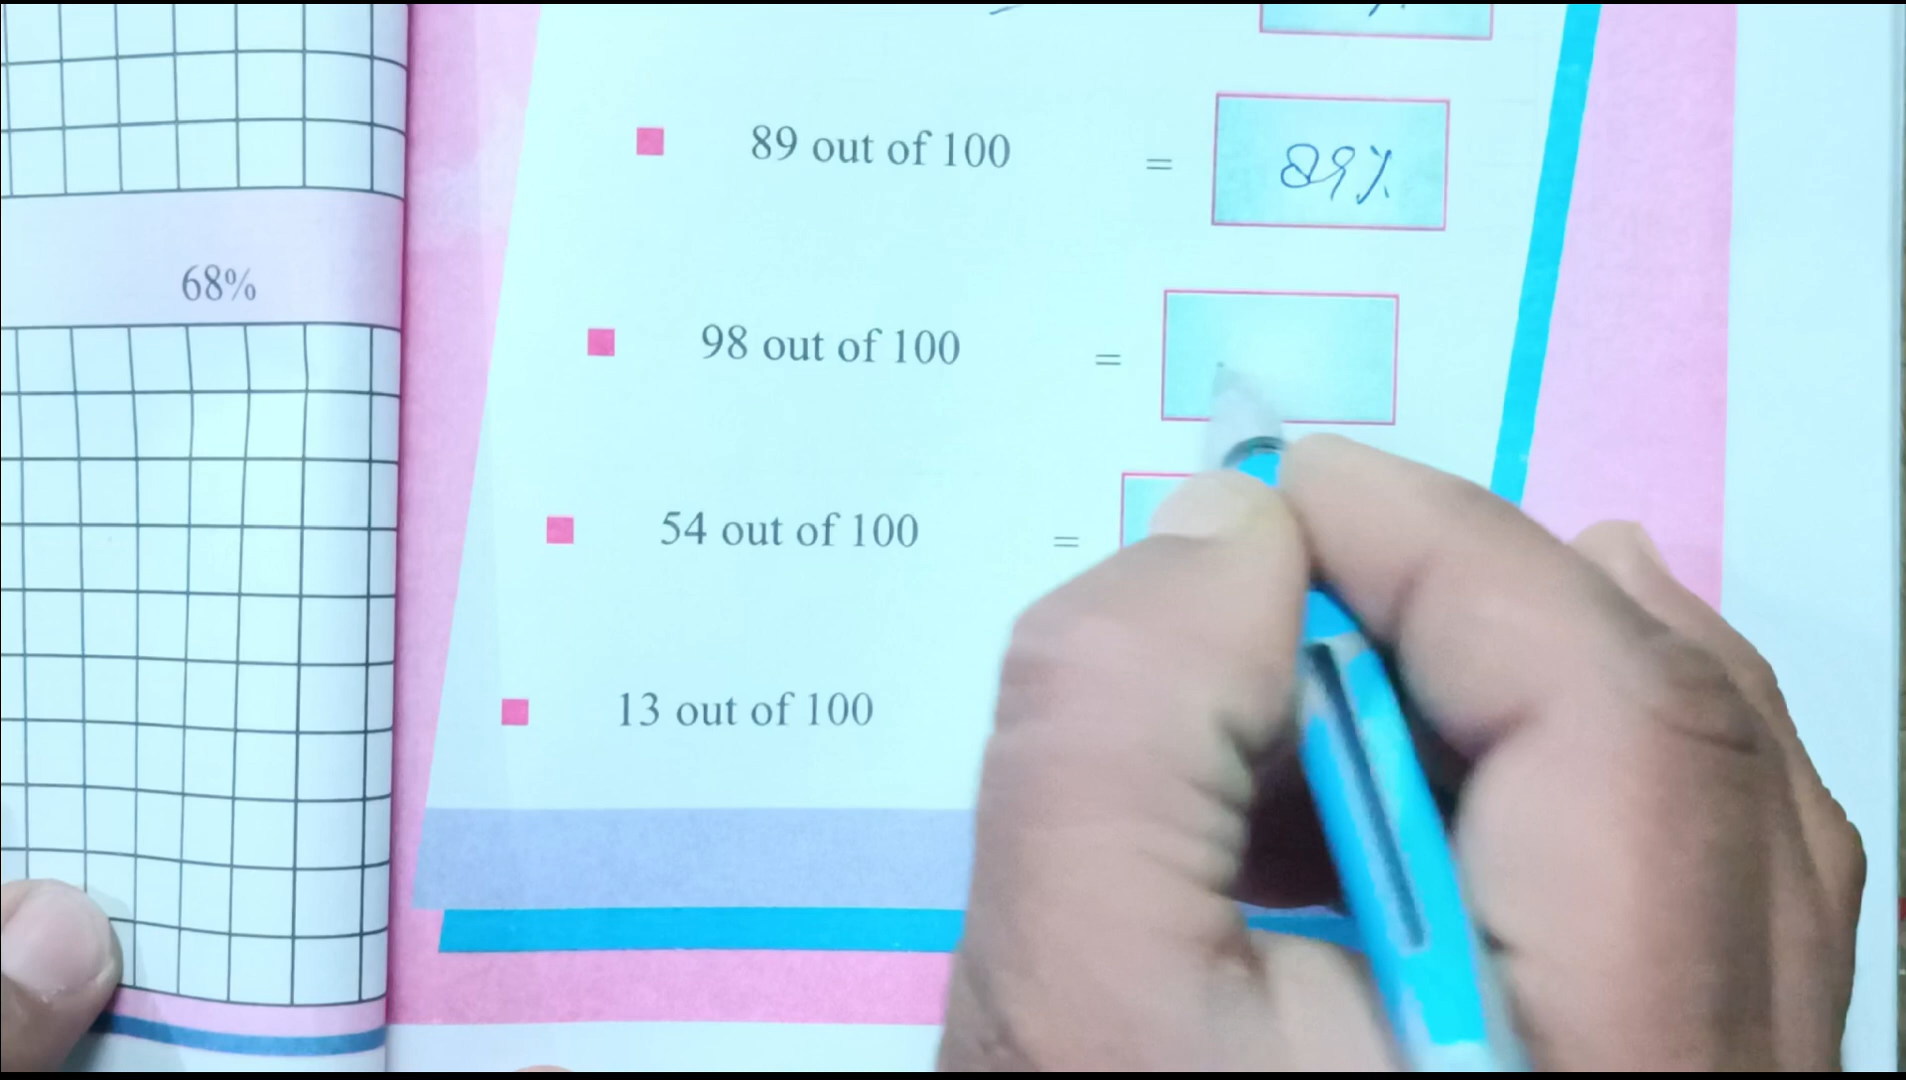 89 out of 100 = 89%
68%
98 out of 100 =
54 out of 100 =
13 out of 100